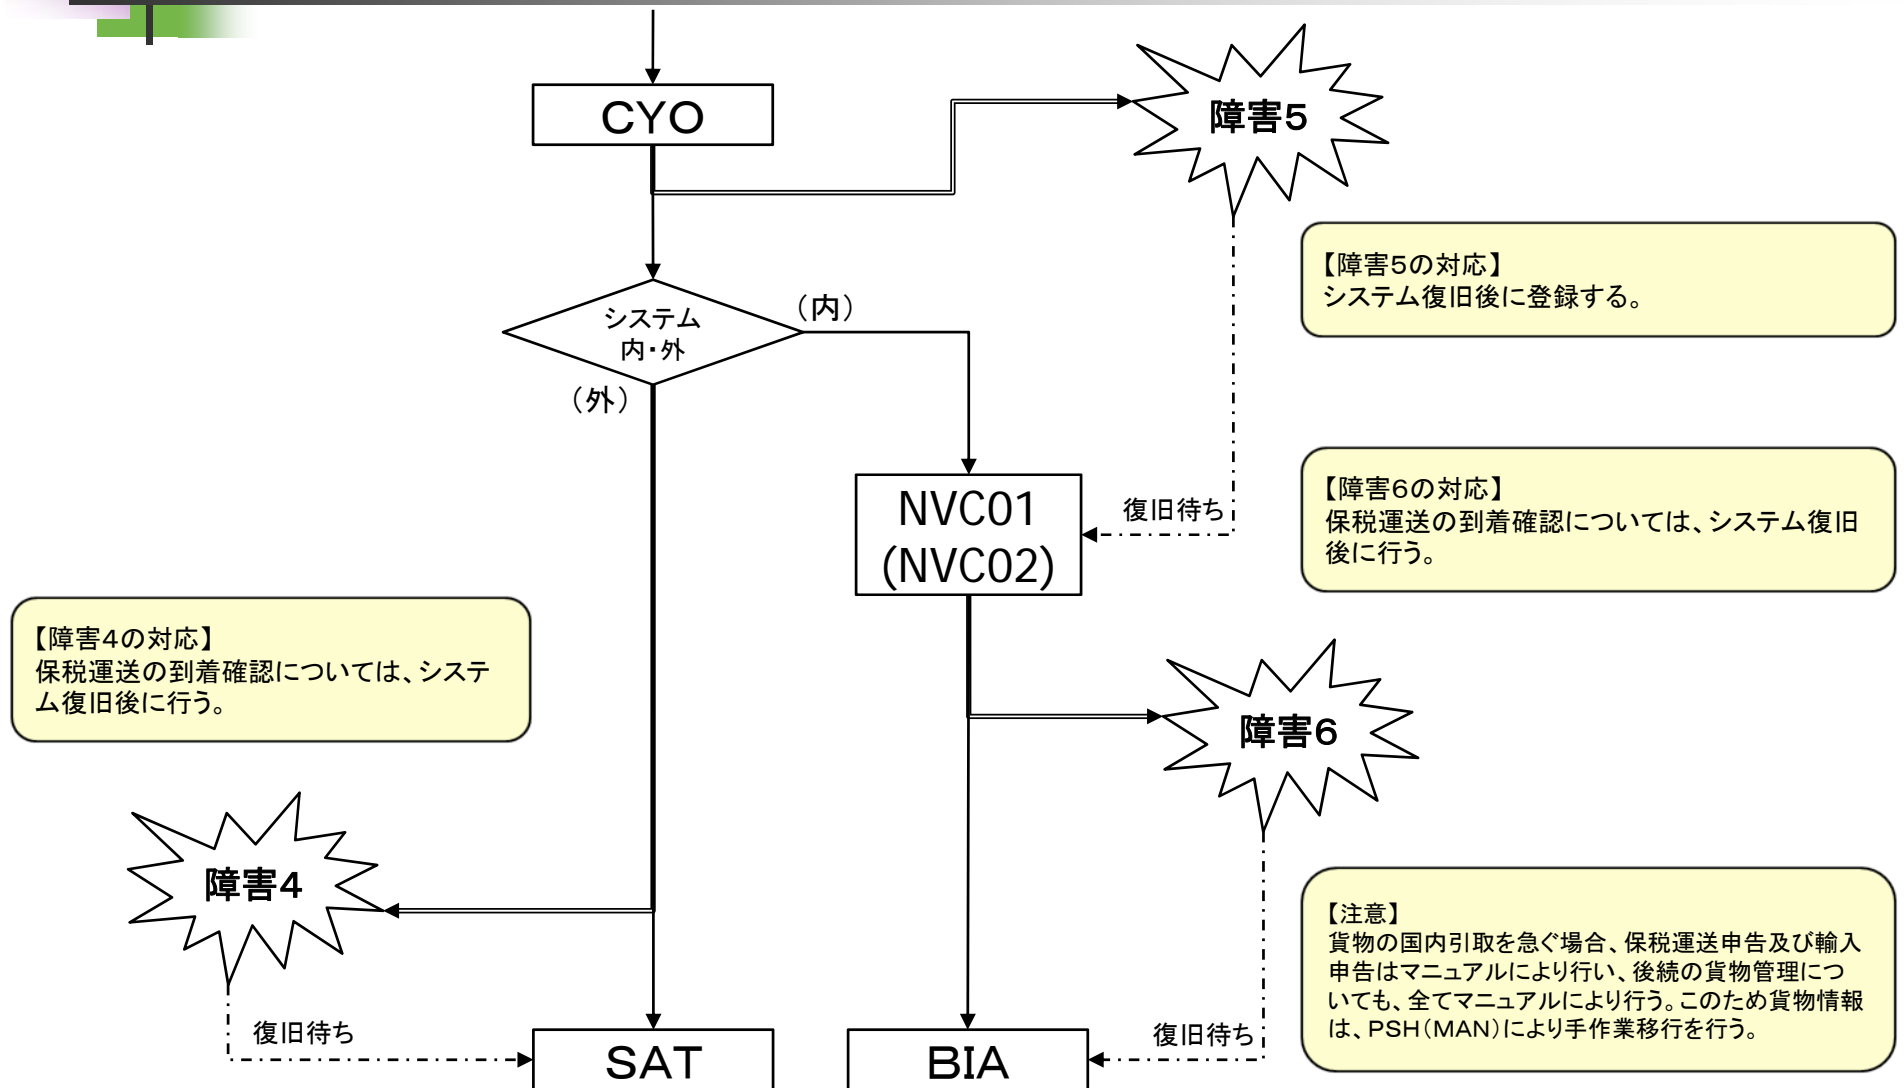 CYO
障害5
【障害5の対応】
システム復旧後に登録する。
システム
内・外
（内）
（外）
NVC01
(NVC02)
復旧待ち
【障害6の対応】
保税運送の到着確認については、システム復旧
後に行う。
【障害4の対応】
保税運送の到着確認については、システ
ム復旧後に行う。
障害6
障害4
【注意】
貨物の国内引取を急ぐ場合、保税運送申告及び輸入
申告はマニュアルにより行い、後続の貨物管理につ
いても、全てマニュアルにより行う。このため貨物情報
は、PSH（MAN）により手作業移行を行う。
復旧待ち
SAT
復旧待ち
BIA